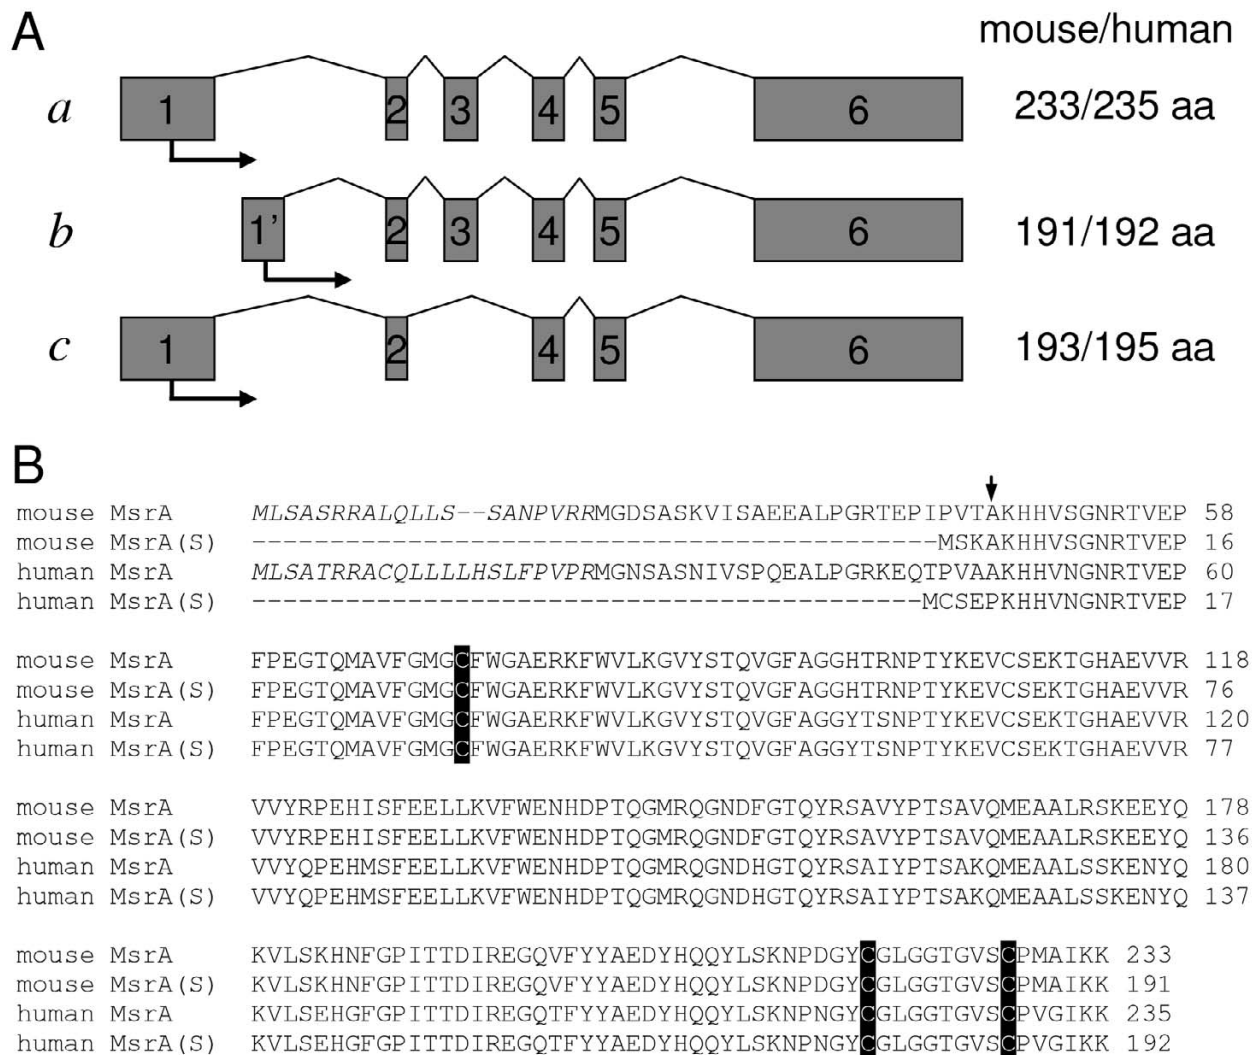 A
mouse/human
a 1 2 3 4 5 6 233/235 aa
b 1' 2 3 4 5 6 191/192 aa
c 1 2 4 5 6 193/195 aa
B
mouse MsrA MLSASRRALQLLS--SANPVRRMGDSASKVISAEEALPGRTEPIPVTAKHHVSGNRTVEP 58
mouse MsrA(S) --------------------------------------------MSKAKHHVSGNRTVEP 16
human MsrA MLSATRRACQLLLLHSLFPVPRMGNSASNIVSPQEALPGRKEQTPVAAKHHVNGNRTVEP 60
human MsrA(S) -------------------------------------------MCSEPKHHVNGNRTVEP 17
mouse MsrA FPEGTQMAVFGMGCFWGAERKFWVLKGVYSTQVGFAGGHTRNPTYKEVCSEKTGHAEVVR 118
mouse MsrA(S) FPEGTQMAVFGMGCFWGAERKFWVLKGVYSTQVGFAGGHTRNPTYKEVCSEKTGHAEVVR 76
human MsrA FPEGTQMAVFGMGCFWGAERKFWVLKGVYSTQVGFAGGYTSNPTYKEVCSEKTGHAEVVR 120
human MsrA(S) FPEGTQMAVFGMGCFWGAERKFWVLKGVYSTQVGFAGGYTSNPTYKEVCSEKTGHAEVVR 77
mouse MsrA VVYRPEHISFEELLKVFWENHDPTQGMRQGNDFGTQYRSAVYPTSAVQMEAALRSKEEYQ 178
mouse MsrA(S) VVYRPEHISFEELLKVFWENHDPTQGMRQGNDFGTQYRSAVYPTSAVQMEAALRSKEEYQ 136
human MsrA VVYQPEHMSFEELLKVFWENHDPTQGMRQGNDHGTQYRSAIYPTSAKQMEAALSSKENYQ 180
human MsrA(S) VVYQPEHMSFEELLKVFWENHDPTQGMRQGNDHGTQYRSAIYPTSAKQMEAALSSKENYQ 137
mouse MsrA KVLSKHNFGPITTDIREGQVFYYAEDYHQQYLSKNPDGYCGLGGTGVSCPMAIKK 233
mouse MsrA(S) KVLSKHNFGPITTDIREGQVFYYAEDYHQQYLSKNPDGYCGLGGTGVSCPMAIKK 191
human MsrA KVLSEHGFGPITTDIREGQTFYYAEDYHQQYLSKNPNGYCGLGGTGVSCPVGIKK 235
human MsrA(S) KVLSEHGFGPITTDIREGQTFYYAEDYHQQYLSKNPNGYCGLGGTGVSCPVGIKK 192